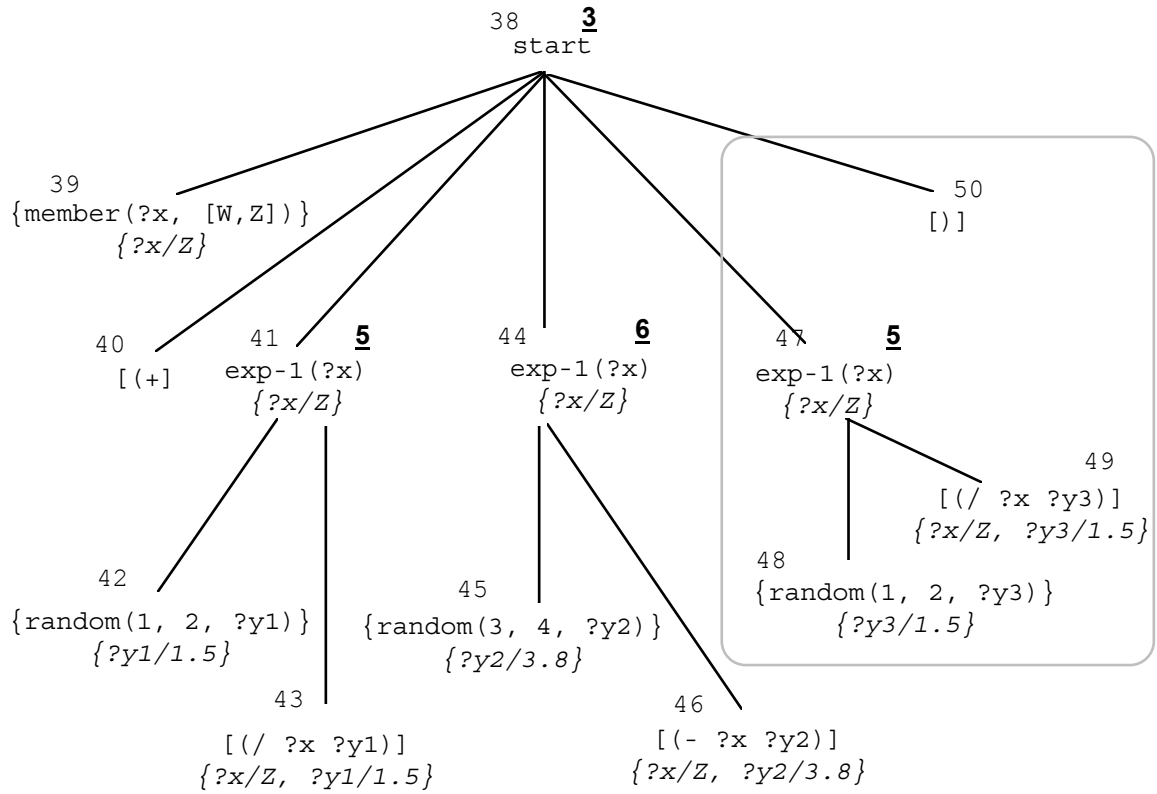 38 3
start
39
{member(?x, [W,Z])}
{?x/Z}
50
[)]
40
[(+]
41 5
exp-1(?x)
{?x/Z}
44 6
exp-1(?x)
{?x/Z}
47 5
exp-1(?x)
{?x/Z}
49
[(/ ?x ?y3)]
{?x/Z, ?y3/1.5}
42
{random(1, 2, ?y1)}
{?y1/1.5}
45
{random(3, 4, ?y2)}
{?y2/3.8}
48
{random(1, 2, ?y3)}
{?y3/1.5}
43
[(/ ?x ?y1)]
{?x/Z, ?y1/1.5}
46
[(- ?x ?y2)]
{?x/Z, ?y2/3.8}